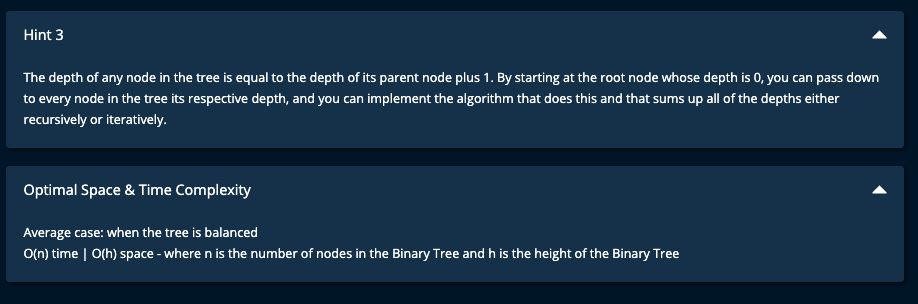 Hint 3
The depth of any node in the tree is equal to the depth of its parent node plus 1. By starting at the root node whose depth is 0, you can pass down
to every node in the tree its respective depth, and you can implement the algorithm that does this and that sums up all of the depths either
recursively or iteratively.
Optimal Space & Time Complexity
Average case: when the tree is balanced
O(n) time | O(h) space - where n is the number of nodes in the Binary Tree and h is the height of the Binary Tree